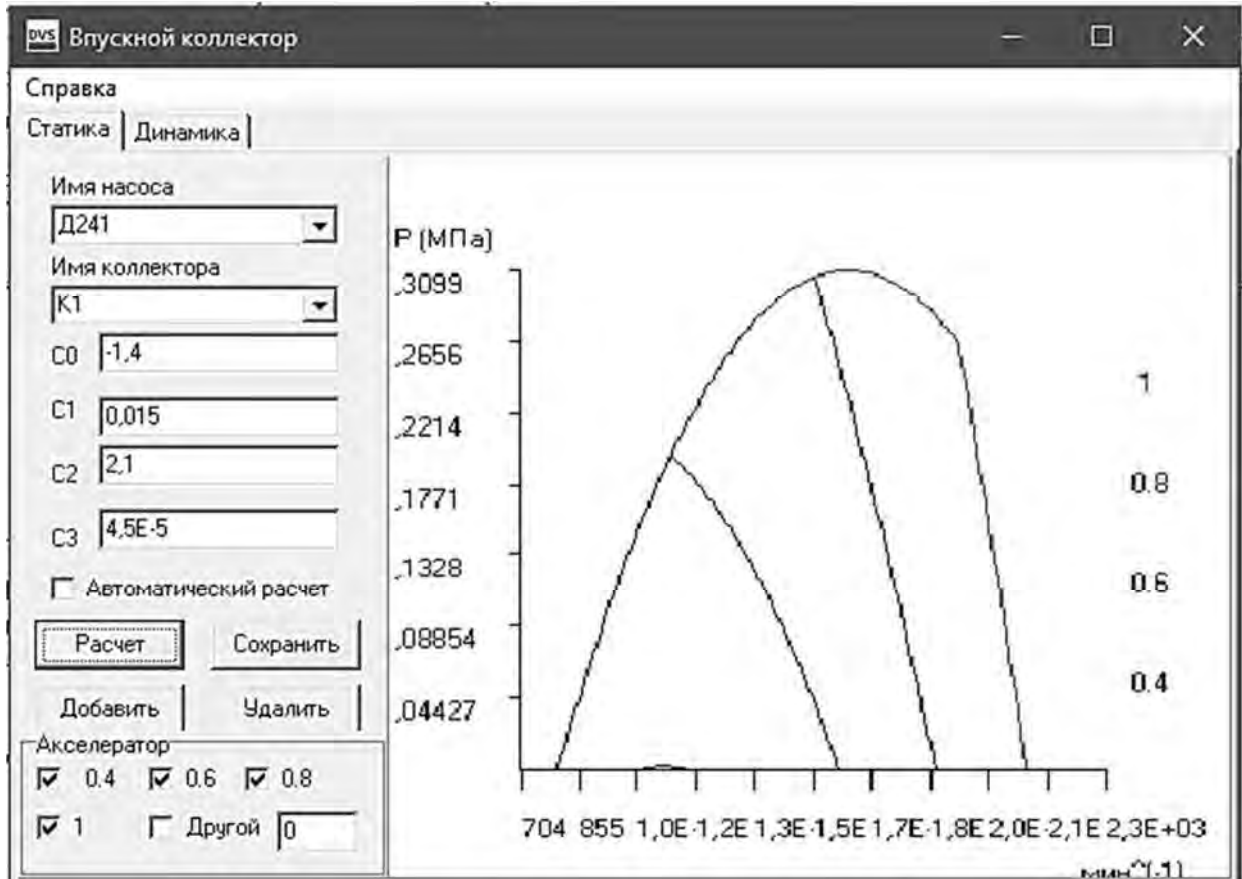 DVS Впускной коллектор
Справка
Статика Динамика
Имя насоса
Д241
Имя коллектора
К1
C0 -1,4
C1 0,015
C2 2,1
C3 4,5E-5
Автоматический расчет
Расчет Сохранить
Добавить Удалить
Акселератор
0.4 0.6 0.8
1 Другой 0
P (МПа)
,3099
,2656
,2214
,1771
,1328
,08854
,04427
1
0.8
0.6
0.4
704 855 1,0E-1,2E 1,3E-1,5E 1,7E-1,8E 2,0E-2,1E 2,3E+03
мин^(-1)